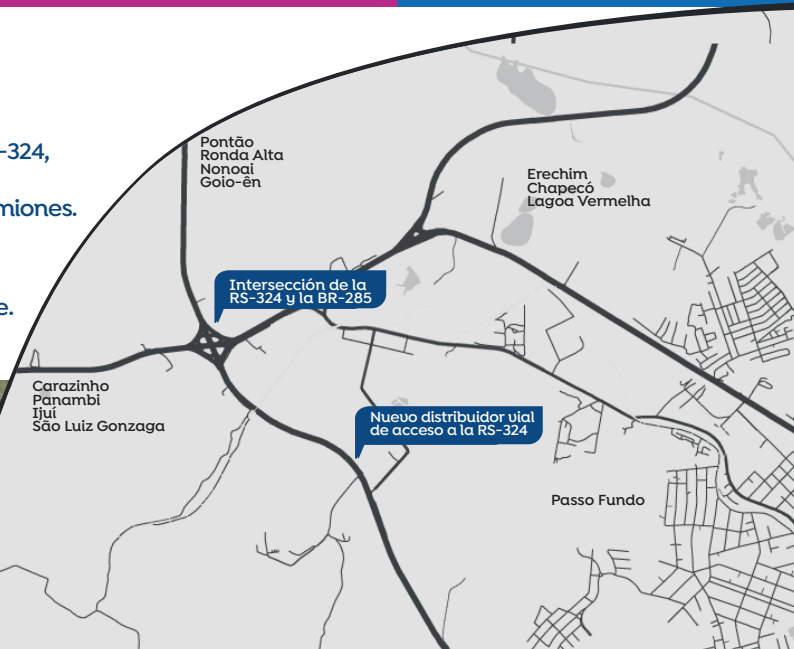 -324,
miones.
e.
Pontão
Ronda Alta
Nonoai
Goio-ên
Erechim
Chapecó
Lagoa Vermelha
Intersección de la
RS-324 y la BR-285
Carazinho
Panambi
Ijuí
São Luiz Gonzaga
Nuevo distribuidor vial
de acceso a la RS-324
Passo Fundo